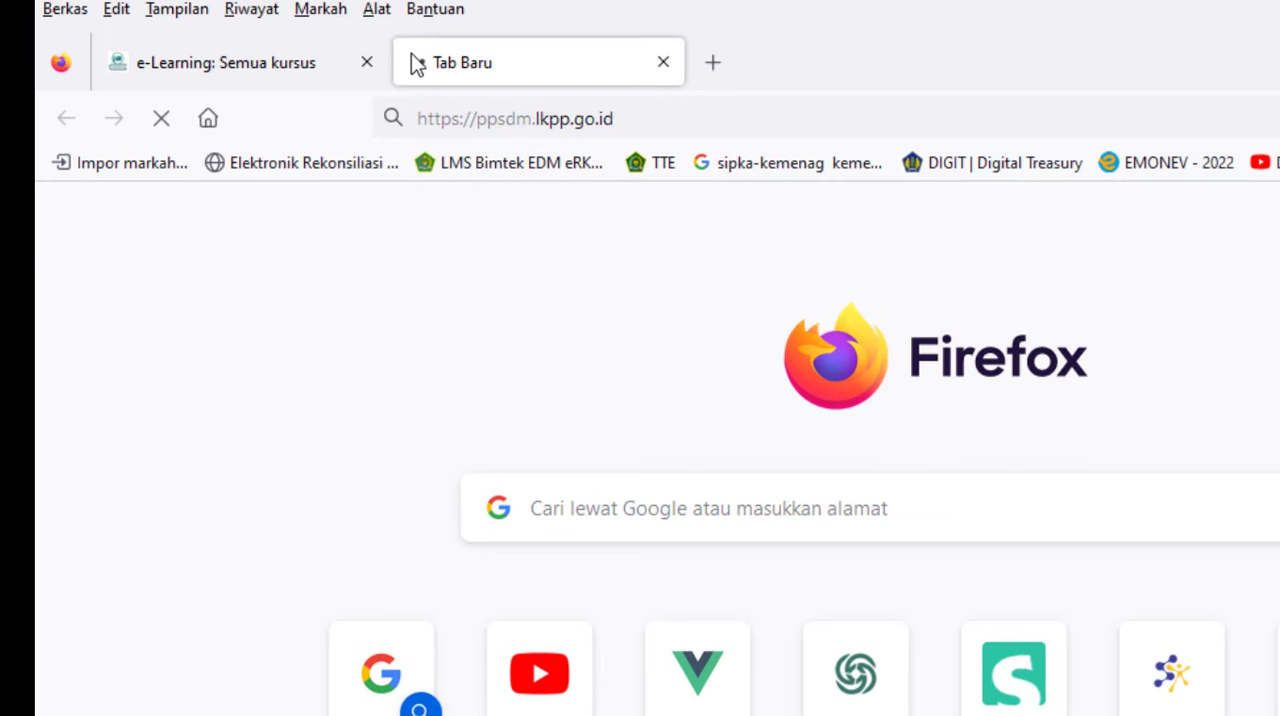 Berkas Edit Tampilan Riwayat Markah Alat Bantuan
e-Learning: Semua kursus Tab Baru
https://ppsdm.lkpp.go.id
Impor markah... Elektronik Rekonsiliasi ... LMS Bimtek EDM eRK... TTE sipka-kemenag keme... DIGIT | Digital Treasury EMONEV - 2022
Firefox
Cari lewat Google atau masukkan alamat